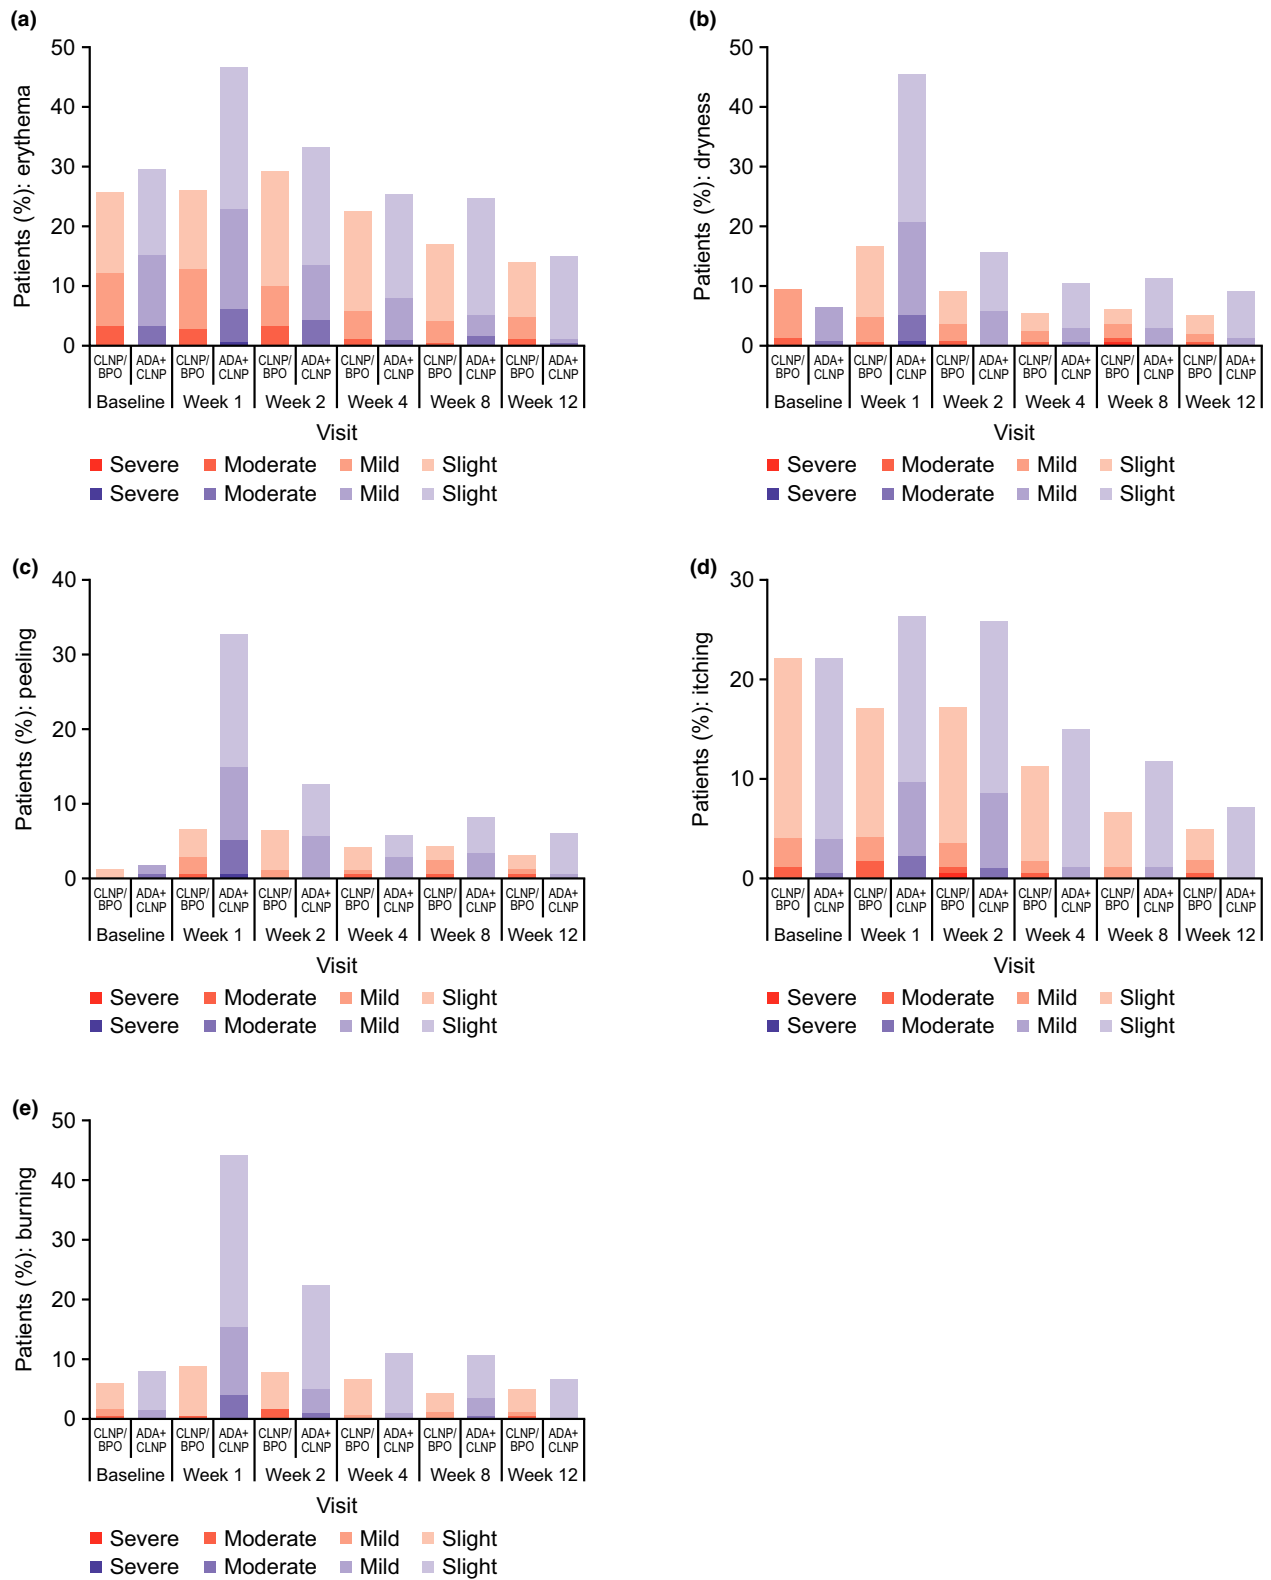 (a)
50
40
30
20
10
0
Patients (%): erythema
CLNP/ BPO ADA+ CLNP CLNP/ BPO ADA+ CLNP CLNP/ BPO ADA+ CLNP CLNP/ BPO ADA+ CLNP CLNP/ BPO ADA+ CLNP CLNP/ BPO ADA+ CLNP
Baseline Week 1 Week 2 Week 4 Week 8 Week 12
Visit
Severe Moderate Mild Slight
Severe Moderate Mild Slight
(b)
50
40
30
20
10
0
Patients (%): dryness
CLNP/ BPO ADA+ CLNP CLNP/ BPO ADA+ CLNP CLNP/ BPO ADA+ CLNP CLNP/ BPO ADA+ CLNP CLNP/ BPO ADA+ CLNP CLNP/ BPO ADA+ CLNP
Baseline Week 1 Week 2 Week 4 Week 8 Week 12
Visit
Severe Moderate Mild Slight
Severe Moderate Mild Slight
(c)
40
30
20
10
0
Patients (%): peeling
CLNP/ BPO ADA+ CLNP CLNP/ BPO ADA+ CLNP CLNP/ BPO ADA+ CLNP CLNP/ BPO ADA+ CLNP CLNP/ BPO ADA+ CLNP CLNP/ BPO ADA+ CLNP
Baseline Week 1 Week 2 Week 4 Week 8 Week 12
Visit
Severe Moderate Mild Slight
Severe Moderate Mild Slight
(d)
30
20
10
0
Patients (%): itching
CLNP/ BPO ADA+ CLNP CLNP/ BPO ADA+ CLNP CLNP/ BPO ADA+ CLNP CLNP/ BPO ADA+ CLNP CLNP/ BPO ADA+ CLNP CLNP/ BPO ADA+ CLNP
Baseline Week 1 Week 2 Week 4 Week 8 Week 12
Visit
Severe Moderate Mild Slight
Severe Moderate Mild Slight
(e)
50
40
30
20
10
0
Patients (%): burning
CLNP/ BPO ADA+ CLNP CLNP/ BPO ADA+ CLNP CLNP/ BPO ADA+ CLNP CLNP/ BPO ADA+ CLNP CLNP/ BPO ADA+ CLNP CLNP/ BPO ADA+ CLNP
Baseline Week 1 Week 2 Week 4 Week 8 Week 12
Visit
Severe Moderate Mild Slight
Severe Moderate Mild Slight